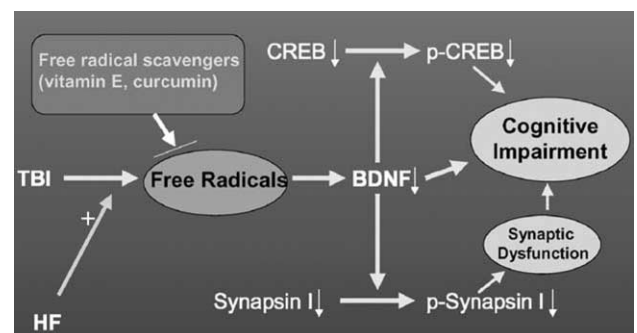 Free radical scavengers
(vitamin E, curcumin)
CREB↓
p-CREB↓
Cognitive
Impairment
TBI
Free Radicals
BDNF↓
+
Synaptic
Dysfunction
HF
Synapsin I↓
p-Synapsin I↓